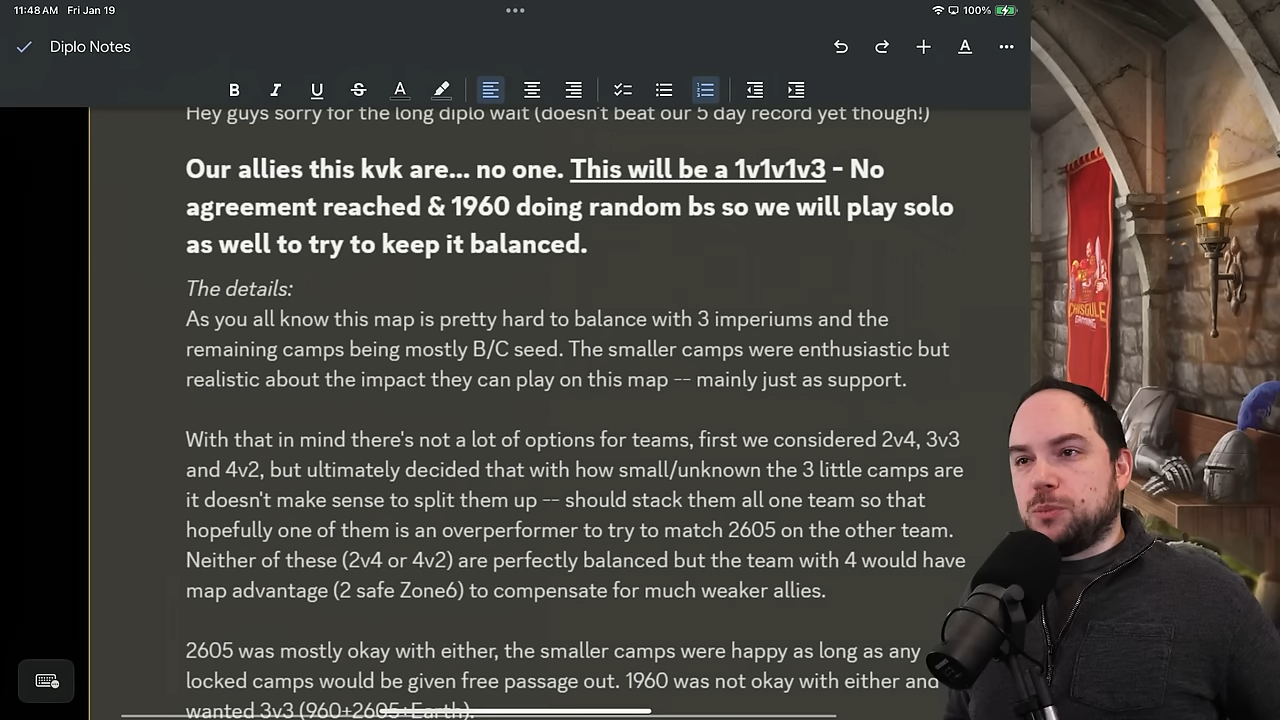 11:48 AM Fri Jan 19
100%
Diplo Notes
B I U S A
Hey guys sorry for the long diplo wait (doesn't beat our 5 day record yet though!)
Our allies this kvk are... no one. This will be a 1v1v1v3 - No
agreement reached & 1960 doing random bs so we will play solo
as well to try to keep it balanced.
The details:
As you all know this map is pretty hard to balance with 3 imperiums and the
remaining camps being mostly B/C seed. The smaller camps were enthusiastic but
realistic about the impact they can play on this map -- mainly just as support.
With that in mind there's not a lot of options for teams, first we considered 2v4, 3v3
and 4v2, but ultimately decided that with how small/unknown the 3 little camps are
it doesn't make sense to split them up -- should stack them all one team so that
hopefully one of them is an overperformer to try to match 2605 on the other team.
Neither of these (2v4 or 4v2) are perfectly balanced but the team with 4 would have
map advantage (2 safe Zone6) to compensate for much weaker allies.
2605 was mostly okay with either, the smaller camps were happy as long as any
locked camps would be given free passage out. 1960 was not okay with either and
wanted 3v3 (960+2605+Earth).
CHISGULE
GAMING